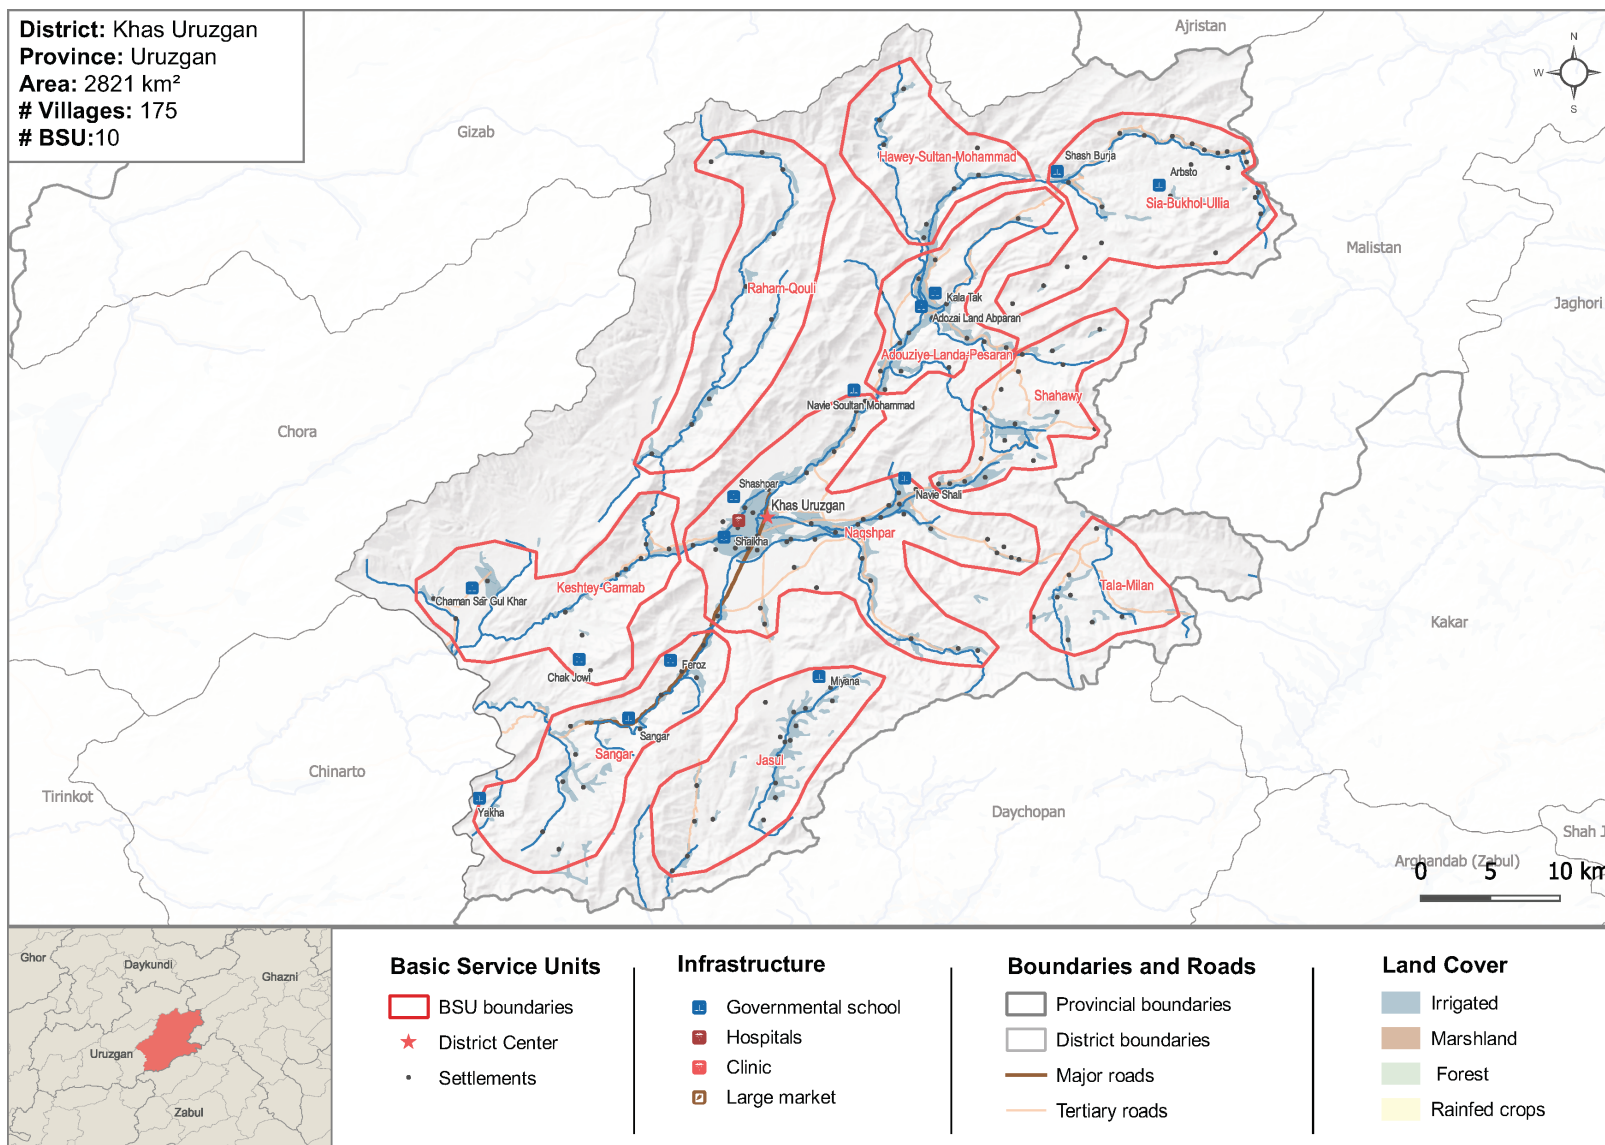 District: Khas Uruzgan
Province: Uruzgan
Area: 2821 km²
# Villages: 175
# BSU:10
Ajristan
N
W
S
Gizab
Hawey-Sultan-Mohammad
Shash Burja
Arbsto
Sia-Bukhol-Ullia
Malistan
Raham-Qouli
Kala Tak
Jaghori
Adozai Land Abparan
Adouziye-Landa-Pesaran
Shahawy
Navie Soultan Mohammad
Chora
Shashpar
Navie Shali
Khas Uruzgan
Shaikha
Naqshpar
Keshtey-Garmab
Tala-Milan
Chaman Sar Gul Khar
Kakar
Feroz
Chak Jowi
Miyana
Sangar
Sangar
Jasul
Chinarto
Tirinkot
Yakha
Daychopan
Shah J
Arghandab (Zabul)
0 5 10 km
Ghor
Daykundi
Ghazni
Uruzgan
Zabul
Basic Service Units
BSU boundaries
District Center
Settlements
Infrastructure
Governmental school
Hospitals
Clinic
Large market
Boundaries and Roads
Provincial boundaries
District boundaries
Major roads
Tertiary roads
Land Cover
Irrigated
Marshland
Forest
Rainfed crops